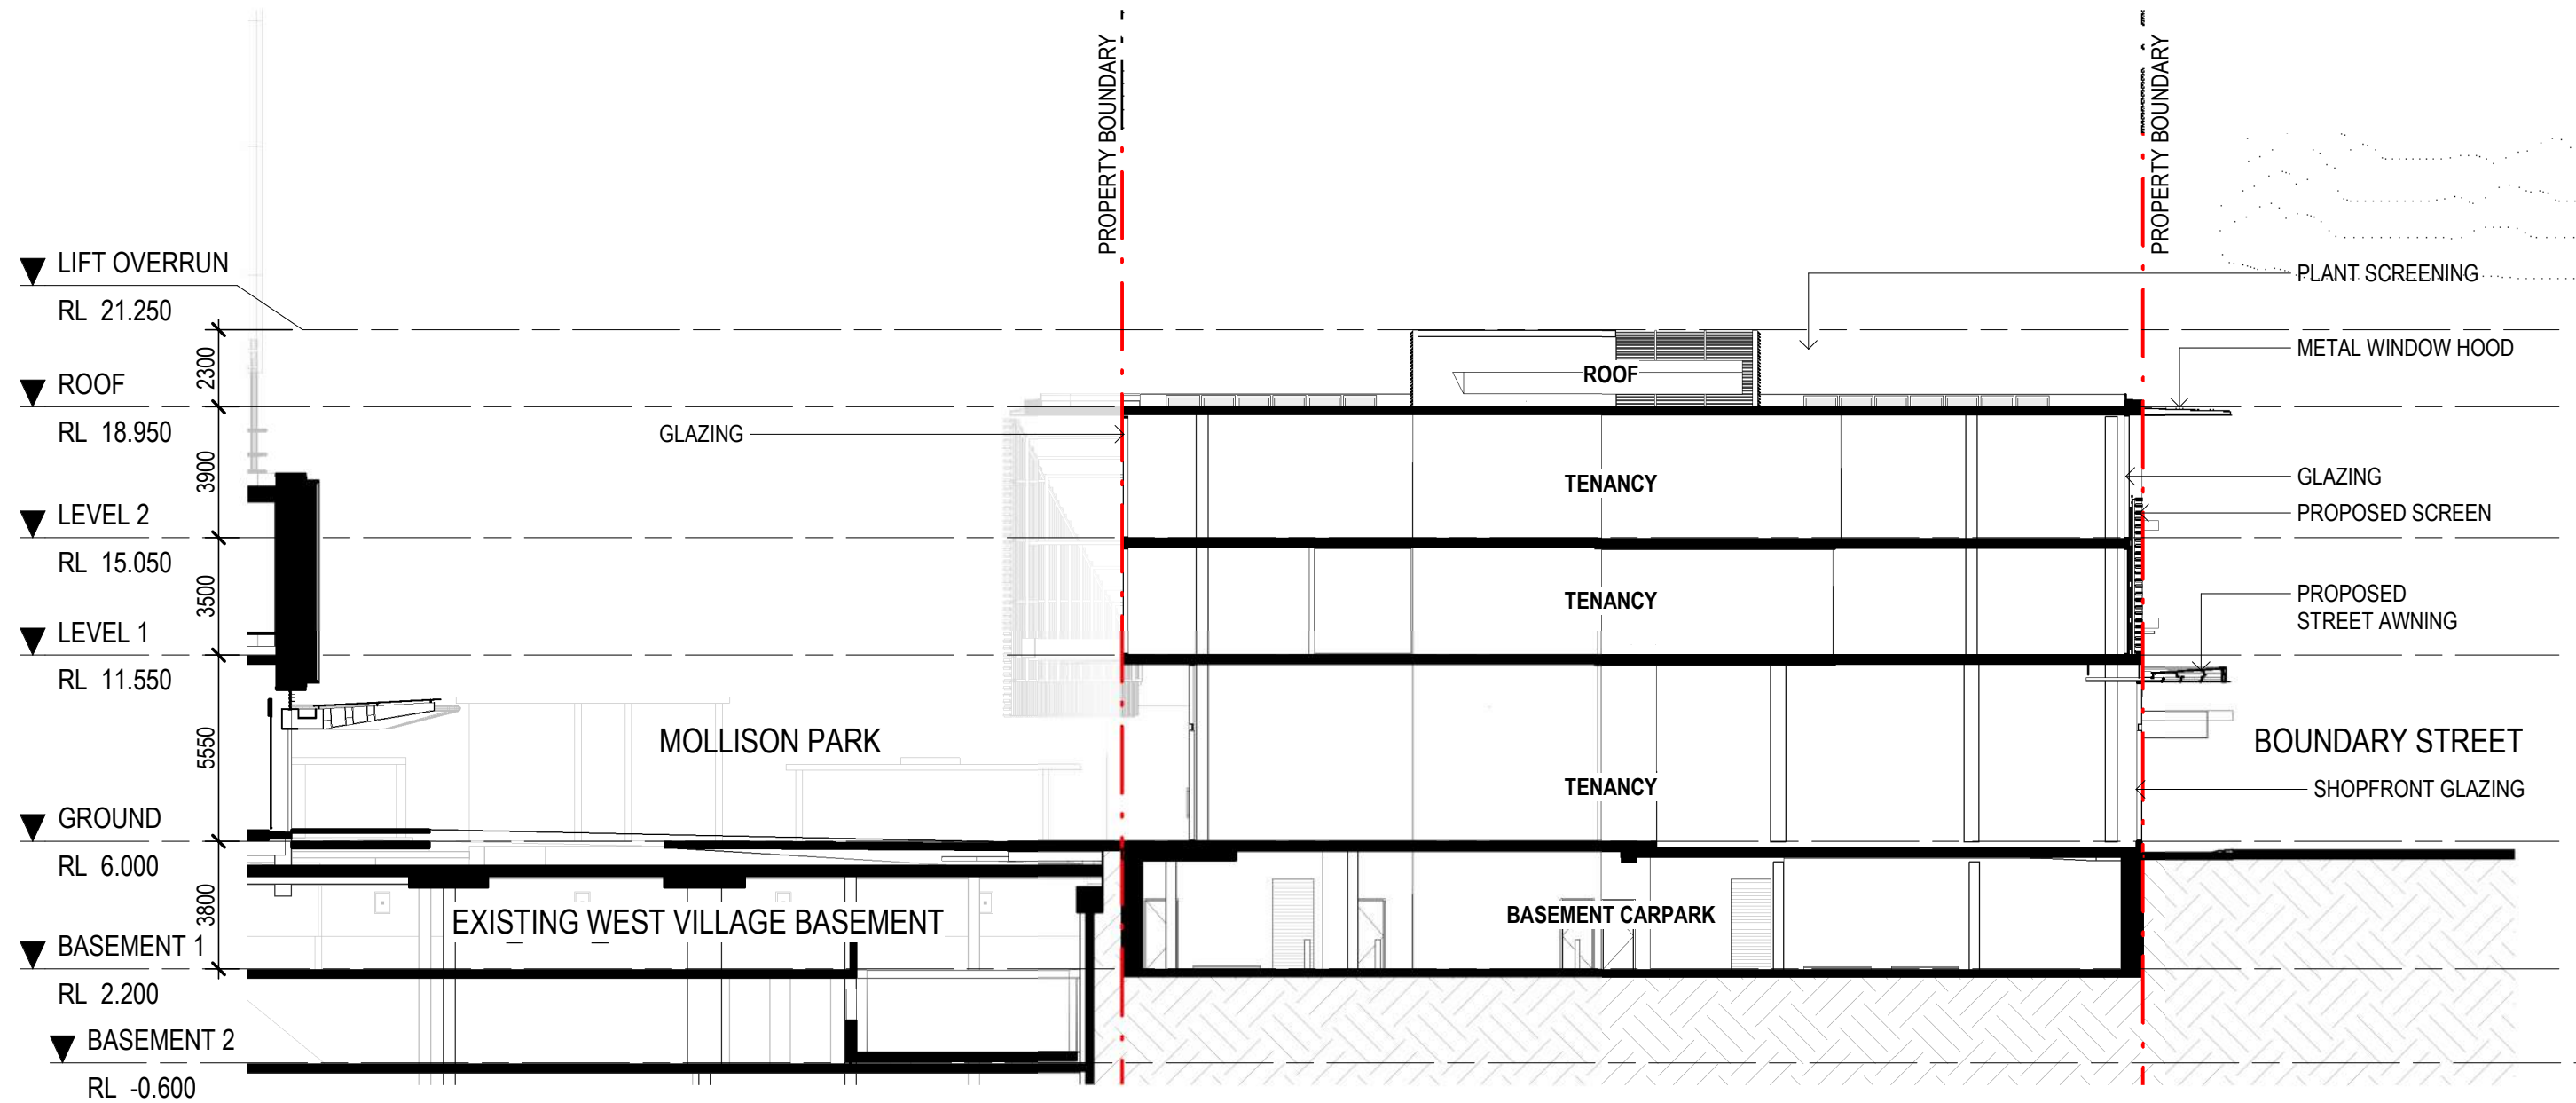 PROPERTY BOUNDARY
PROPERTY BOUNDARY
LIFT OVERRUN
RL 21.250
PLANT SCREENING
2300
METAL WINDOW HOOD
ROOF
ROOF
RL 18.950
GLAZING
3900
TENANCY
GLAZING
LEVEL 2
PROPOSED SCREEN
RL 15.050
3500
TENANCY
PROPOSED
STREET AWNING
LEVEL 1
RL 11.550
5550
MOLLISON PARK
BOUNDARY STREET
TENANCY
SHOPFRONT GLAZING
GROUND
RL 6.000
3800
EXISTING WEST VILLAGE BASEMENT
BASEMENT CARPARK
BASEMENT 1
RL 2.200
BASEMENT 2
RL -0.600